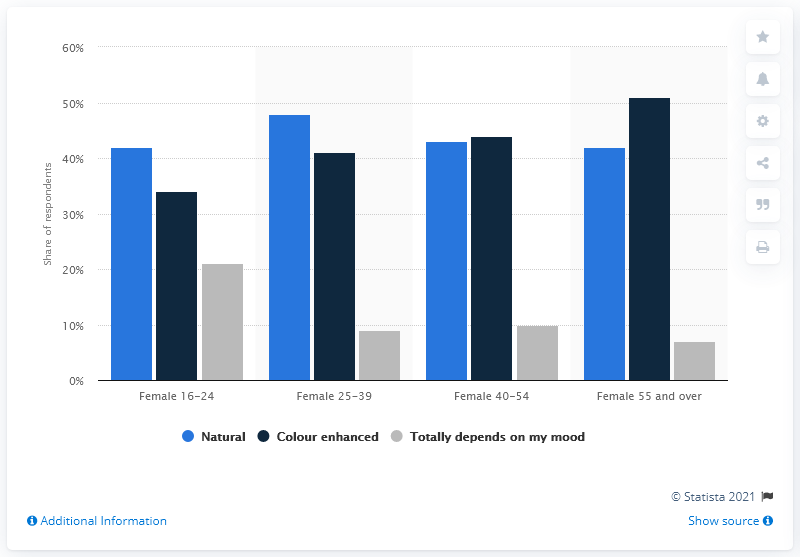 60%
50%
40%
30%
20%
10%
0%
Share of respondents
Female 16-24
Female 25-39
Female 40-54
Female 55 and over
Natural
Colour enhanced
Totally depends on my mood
© Statista 2021
Additional Information
Show source